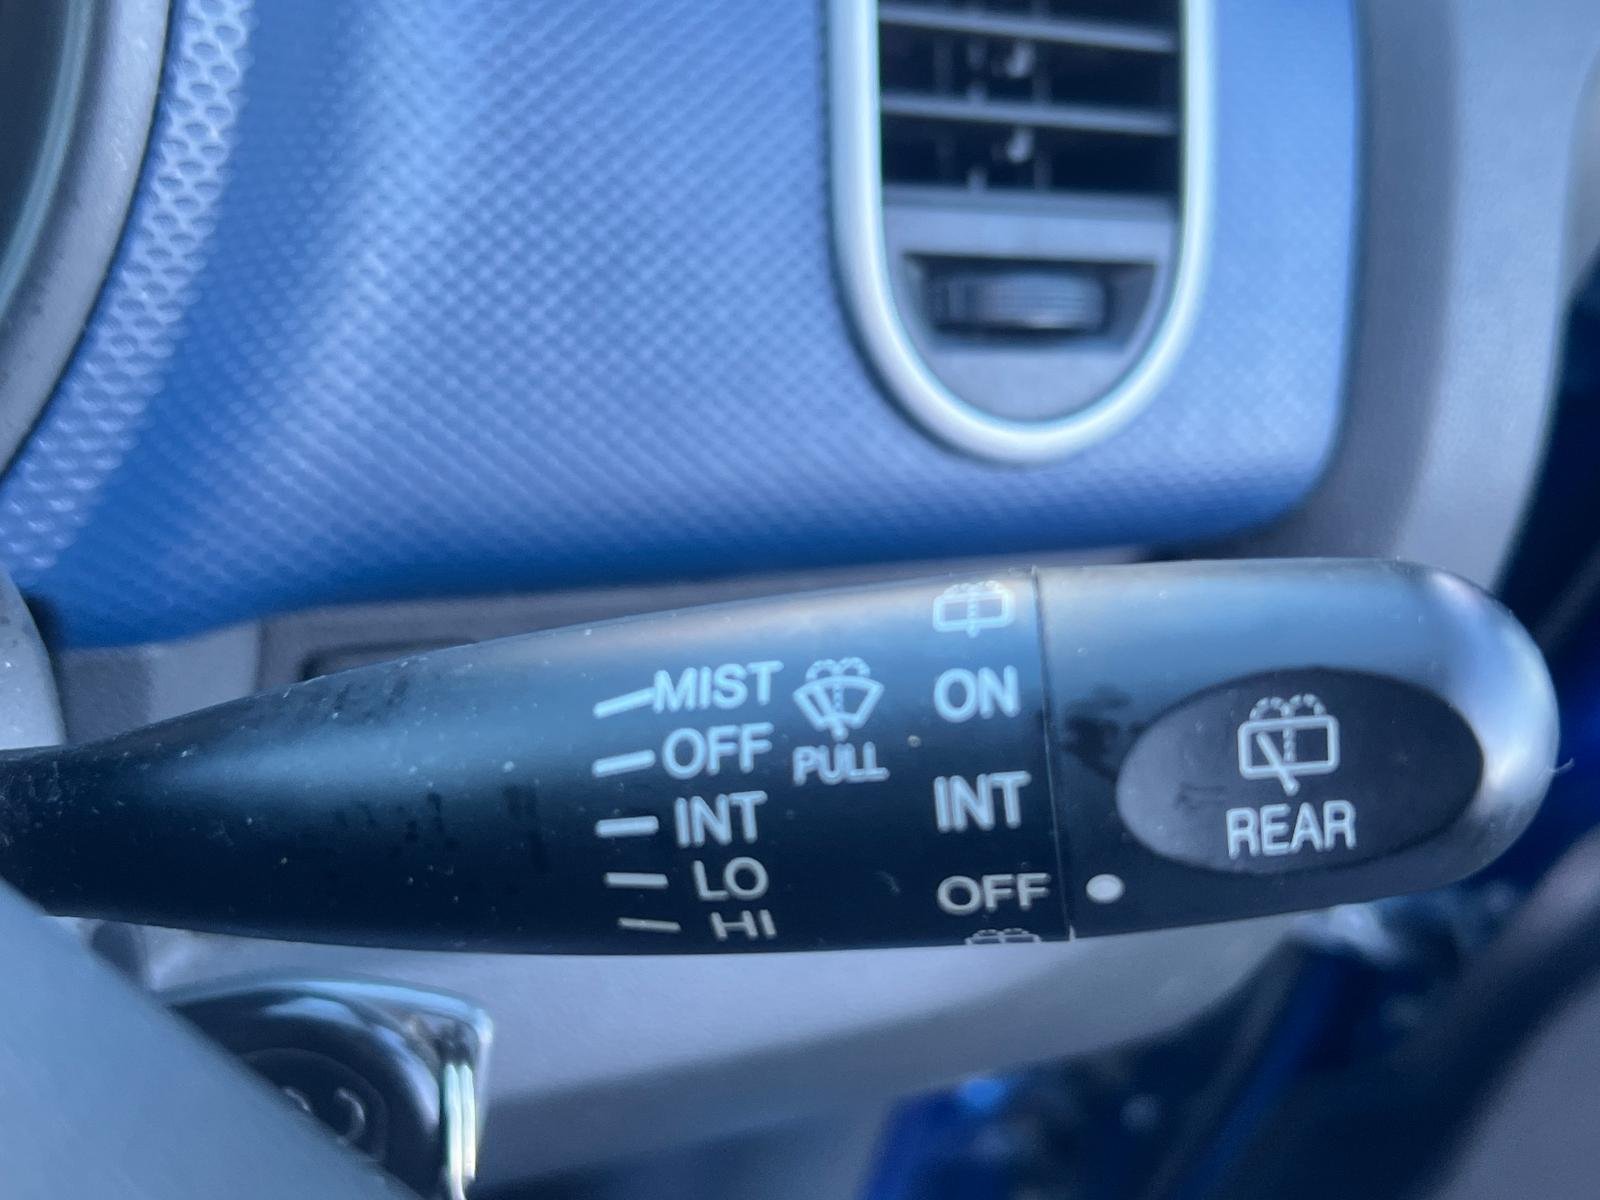 MIST
OFF
PULL
INT
LO
HI
ON
INT
OFF
REAR